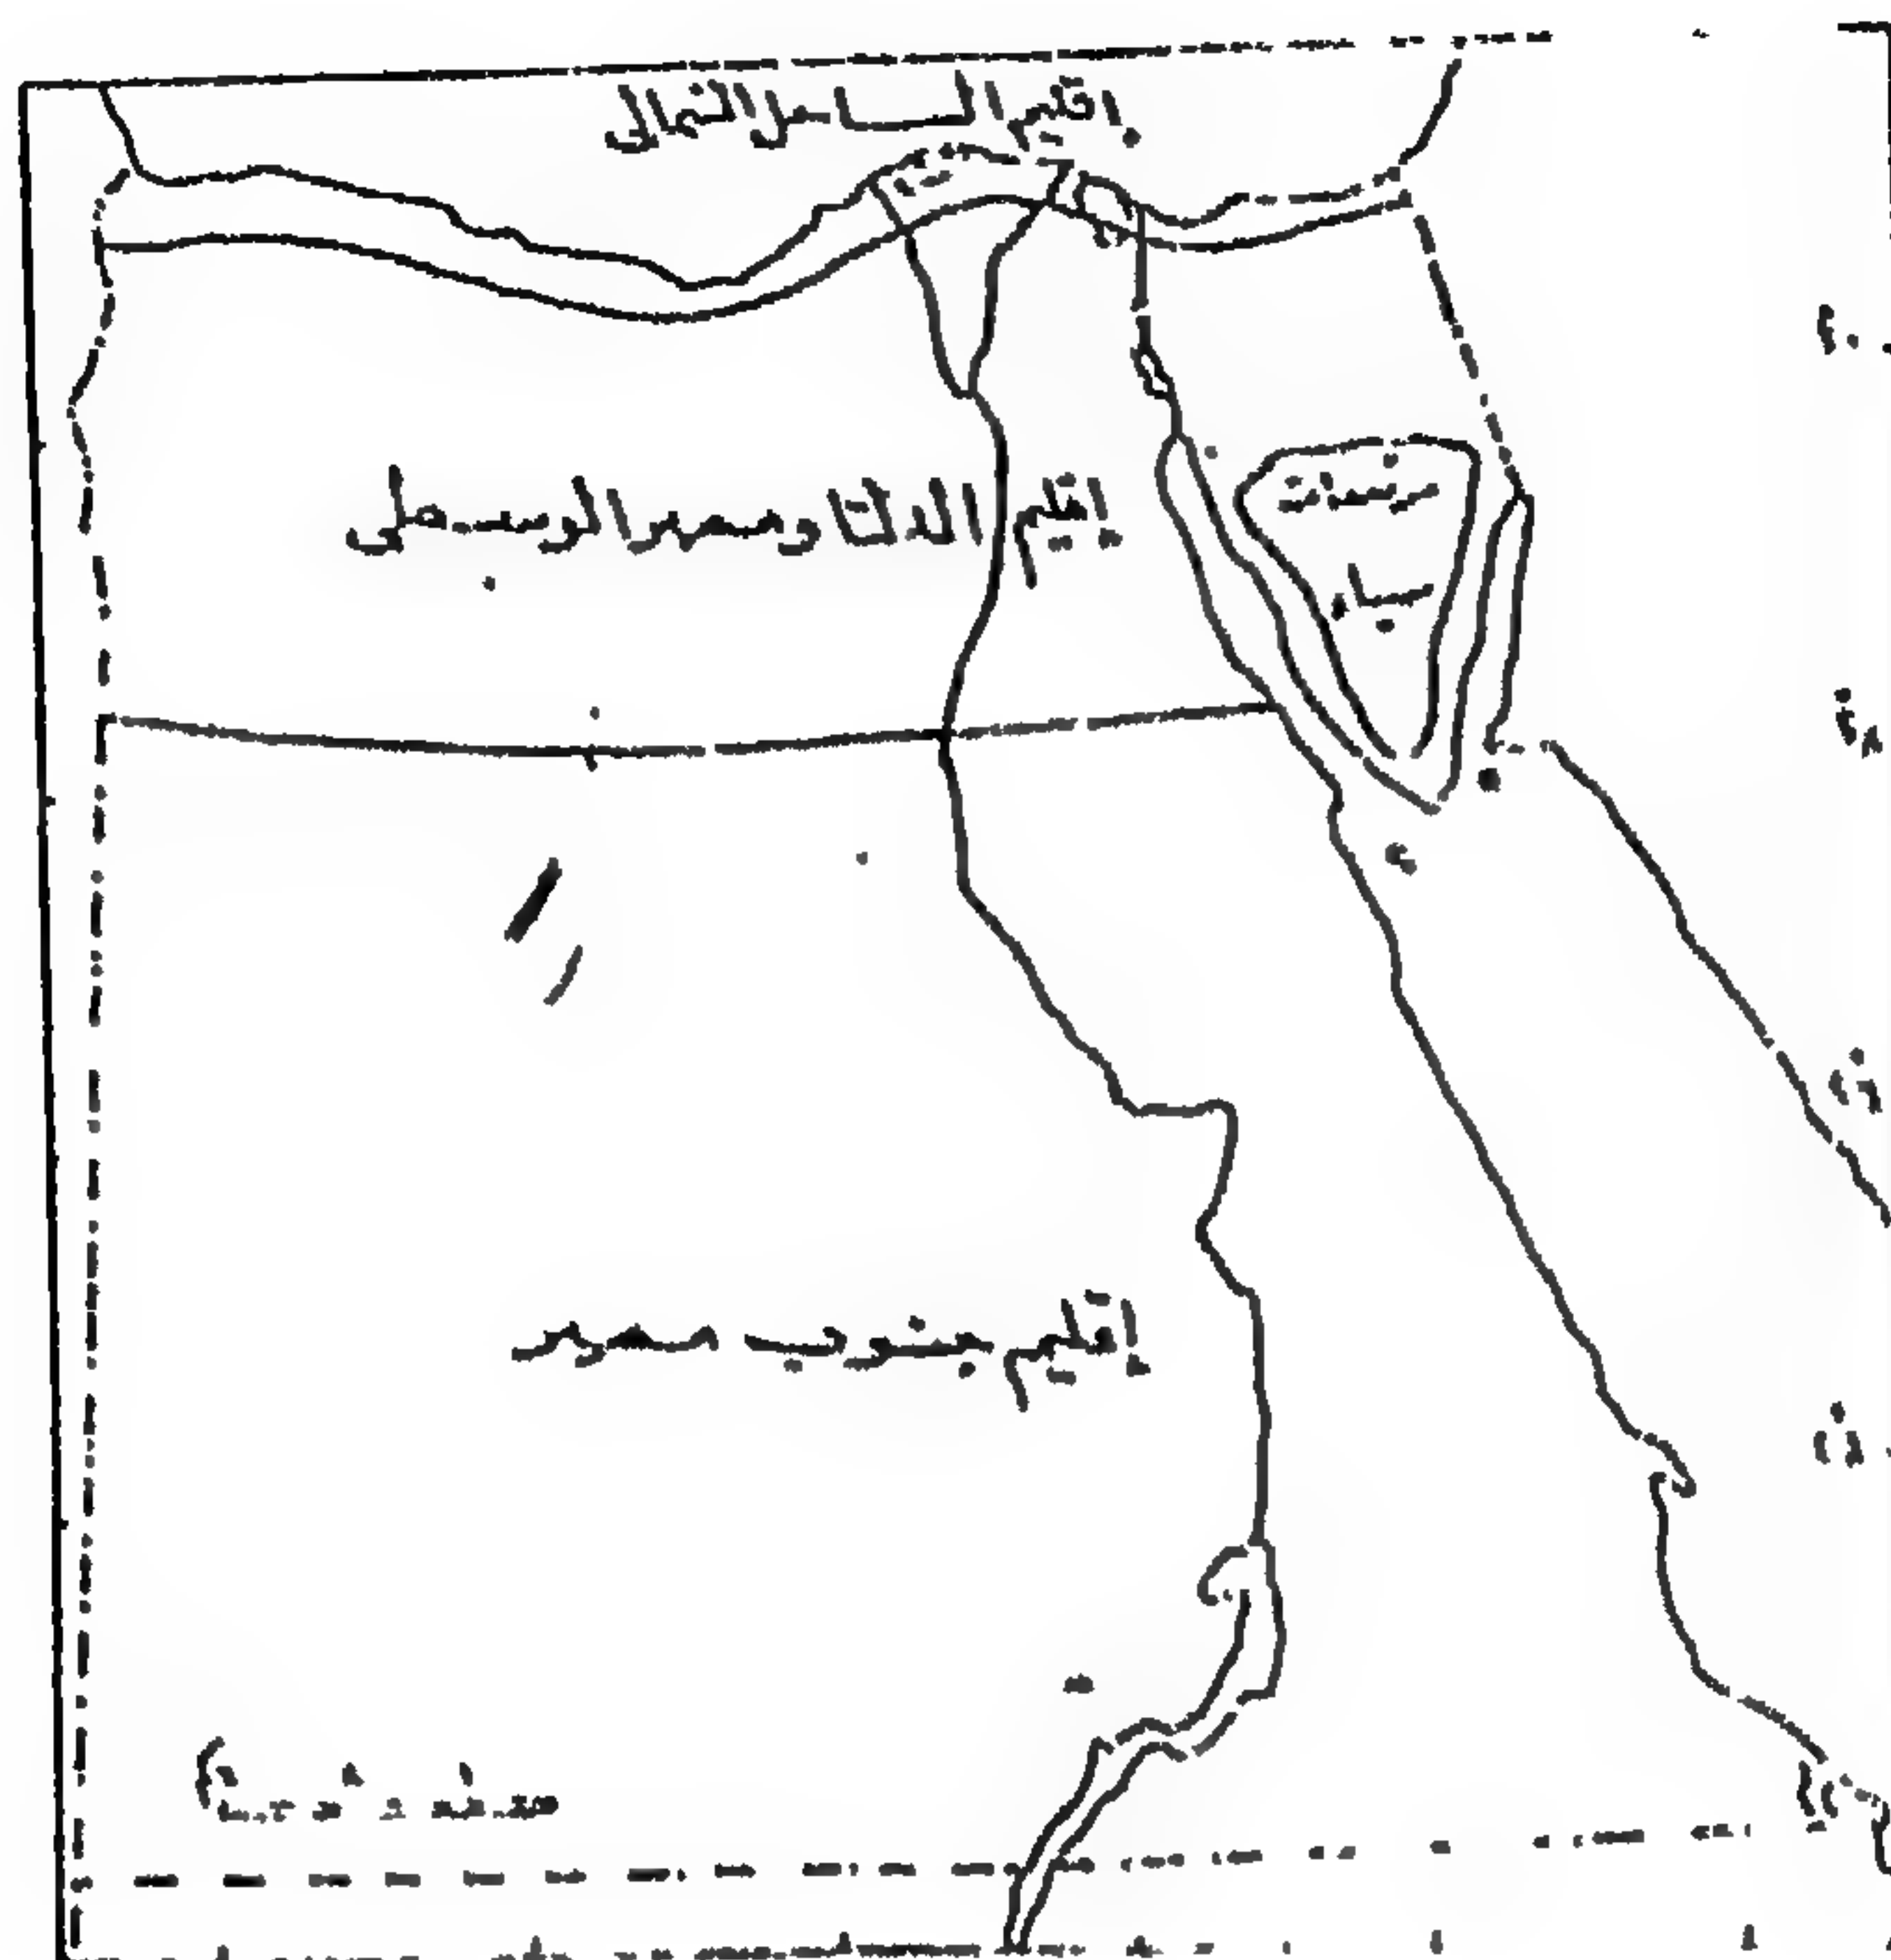 إقليم الساحل الشمالى
إقليم الدلتا ومصر الوسطى
مرتفعات
سيناء
إقليم جنوب مصر